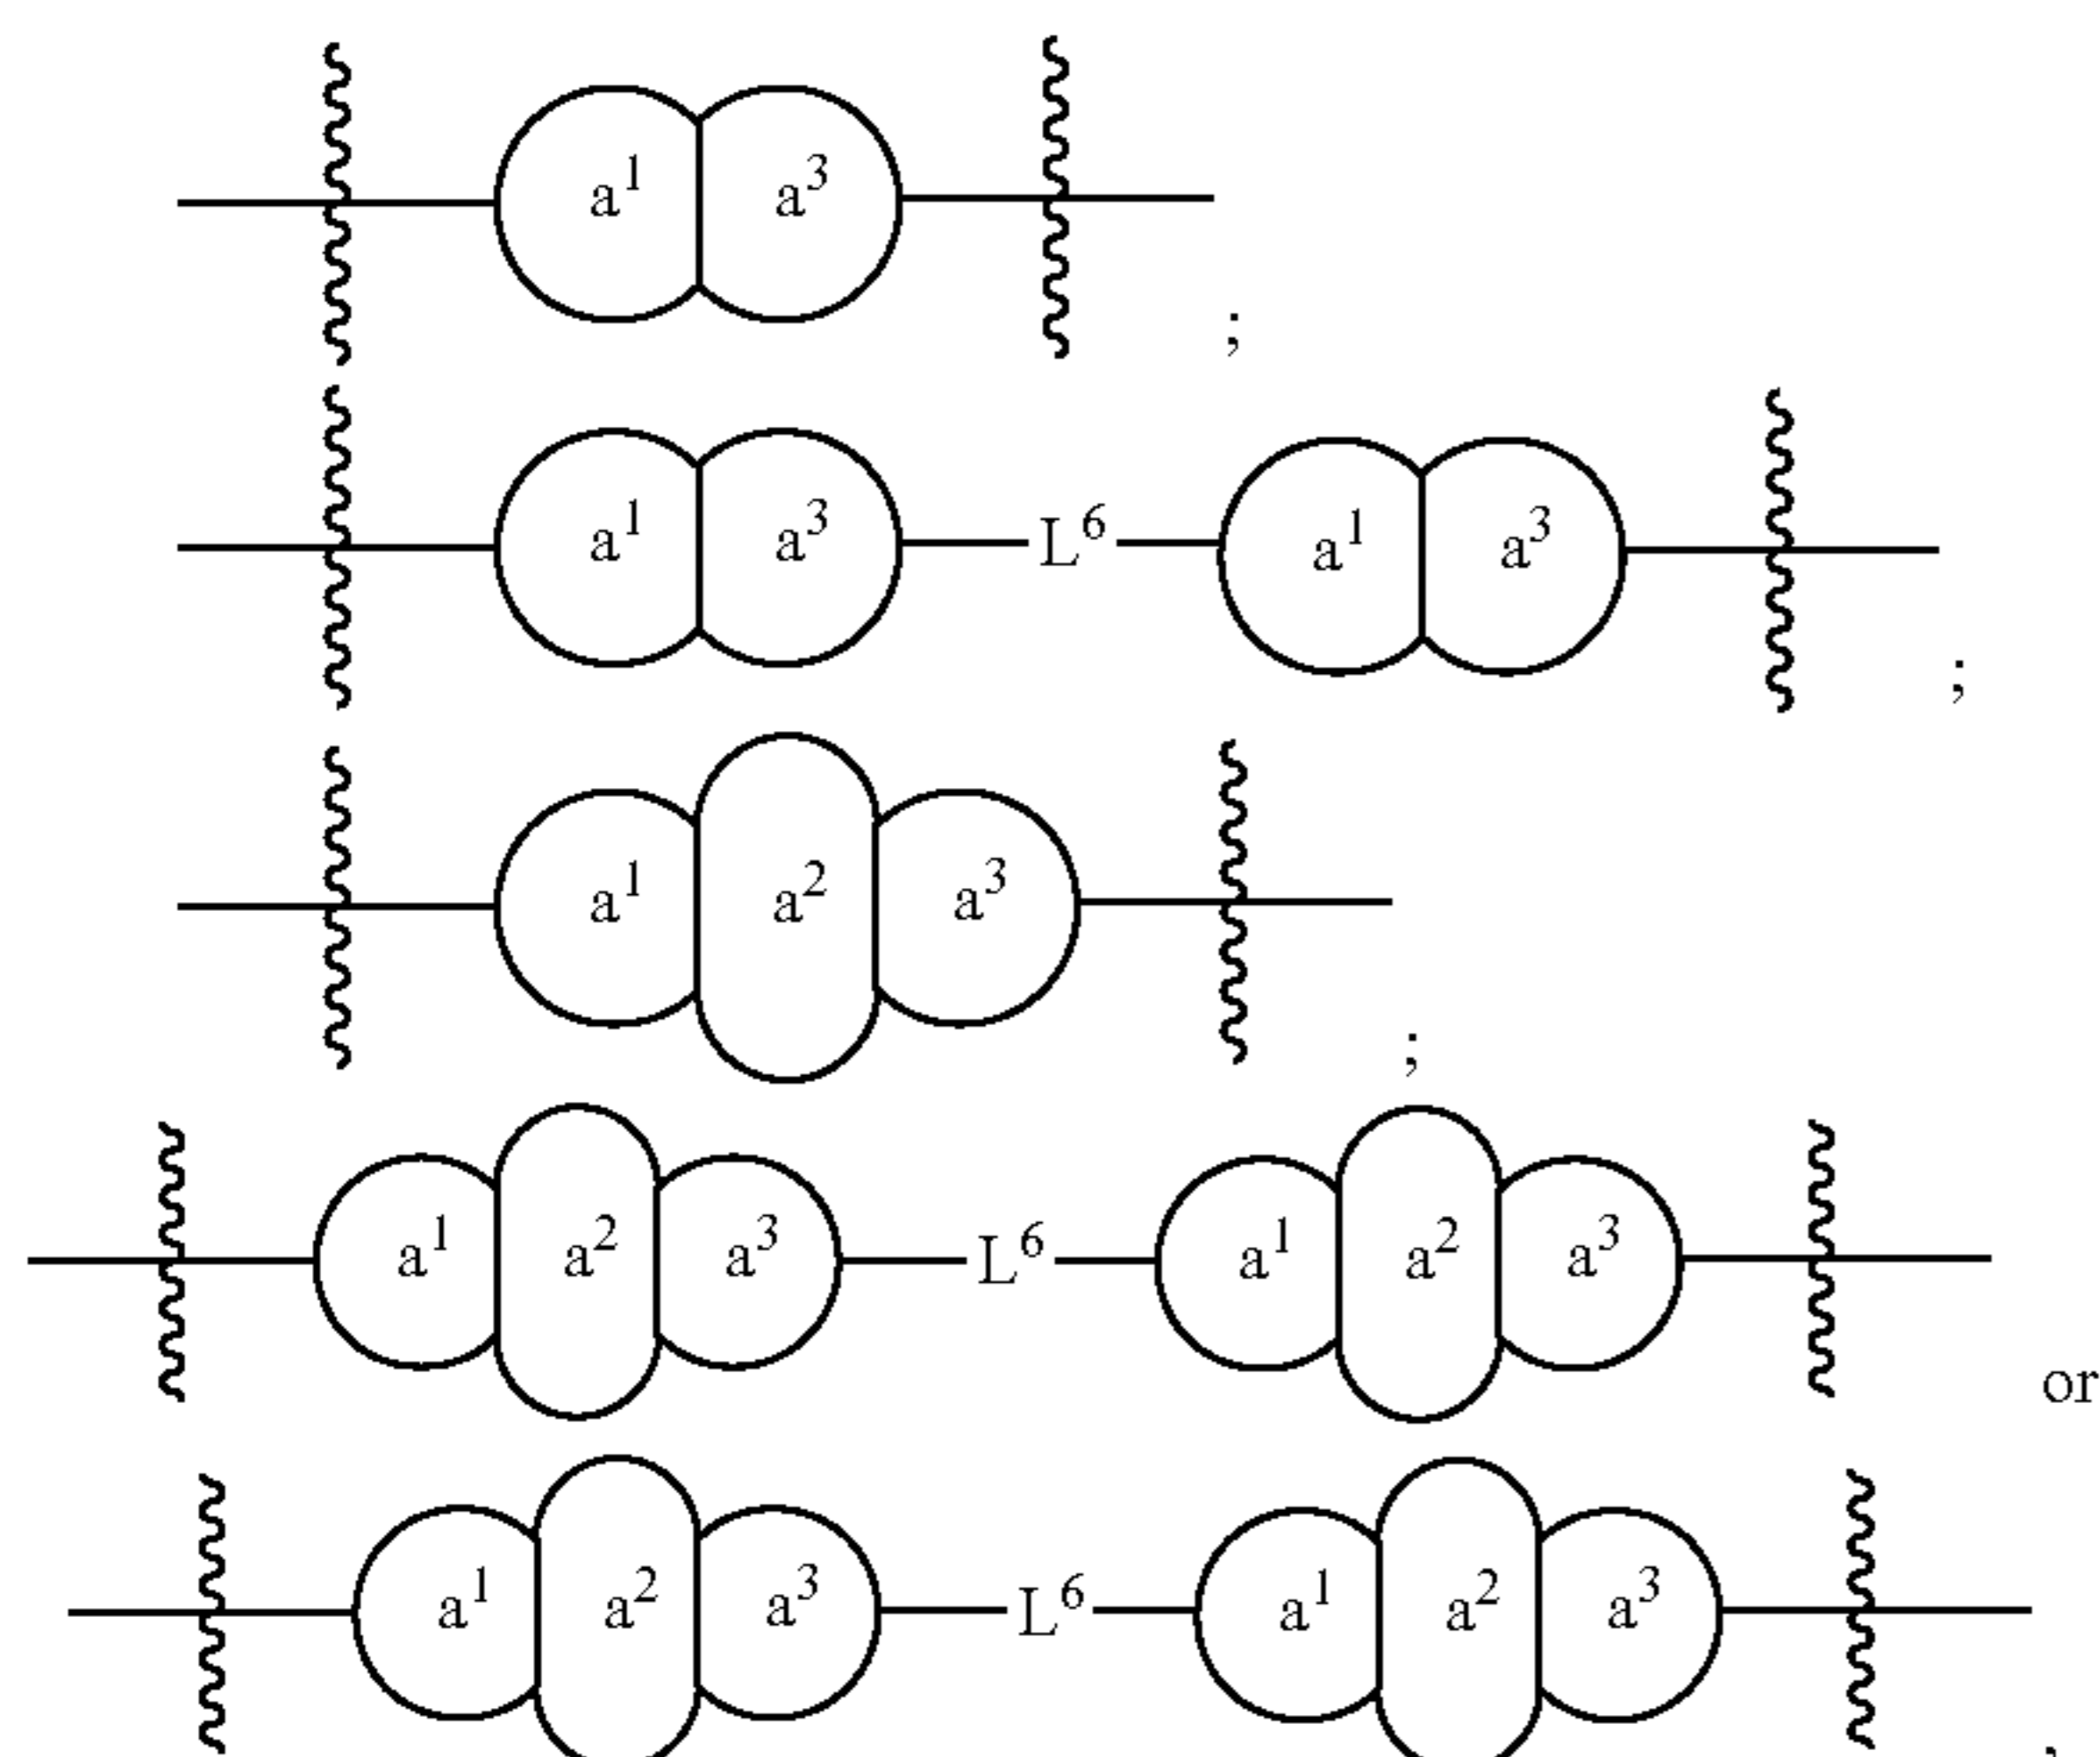 a¹ a³ ;
a¹ a³ L⁶ a¹ a³ ;
a¹ a² a³ ;
a¹ a² a³ L⁶ a¹ a² a³ or
a¹ a² a³ L⁶ a¹ a² a³ ,